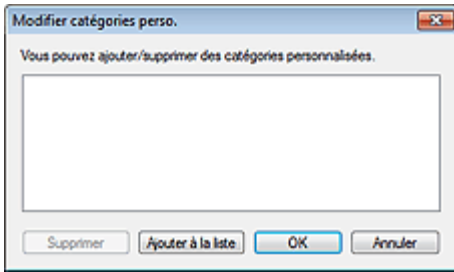 Modifier catégories perso.
Vous pouvez ajouter/supprimer des catégories personnalisées.
Supprimer Ajouter à la liste OK Annuler